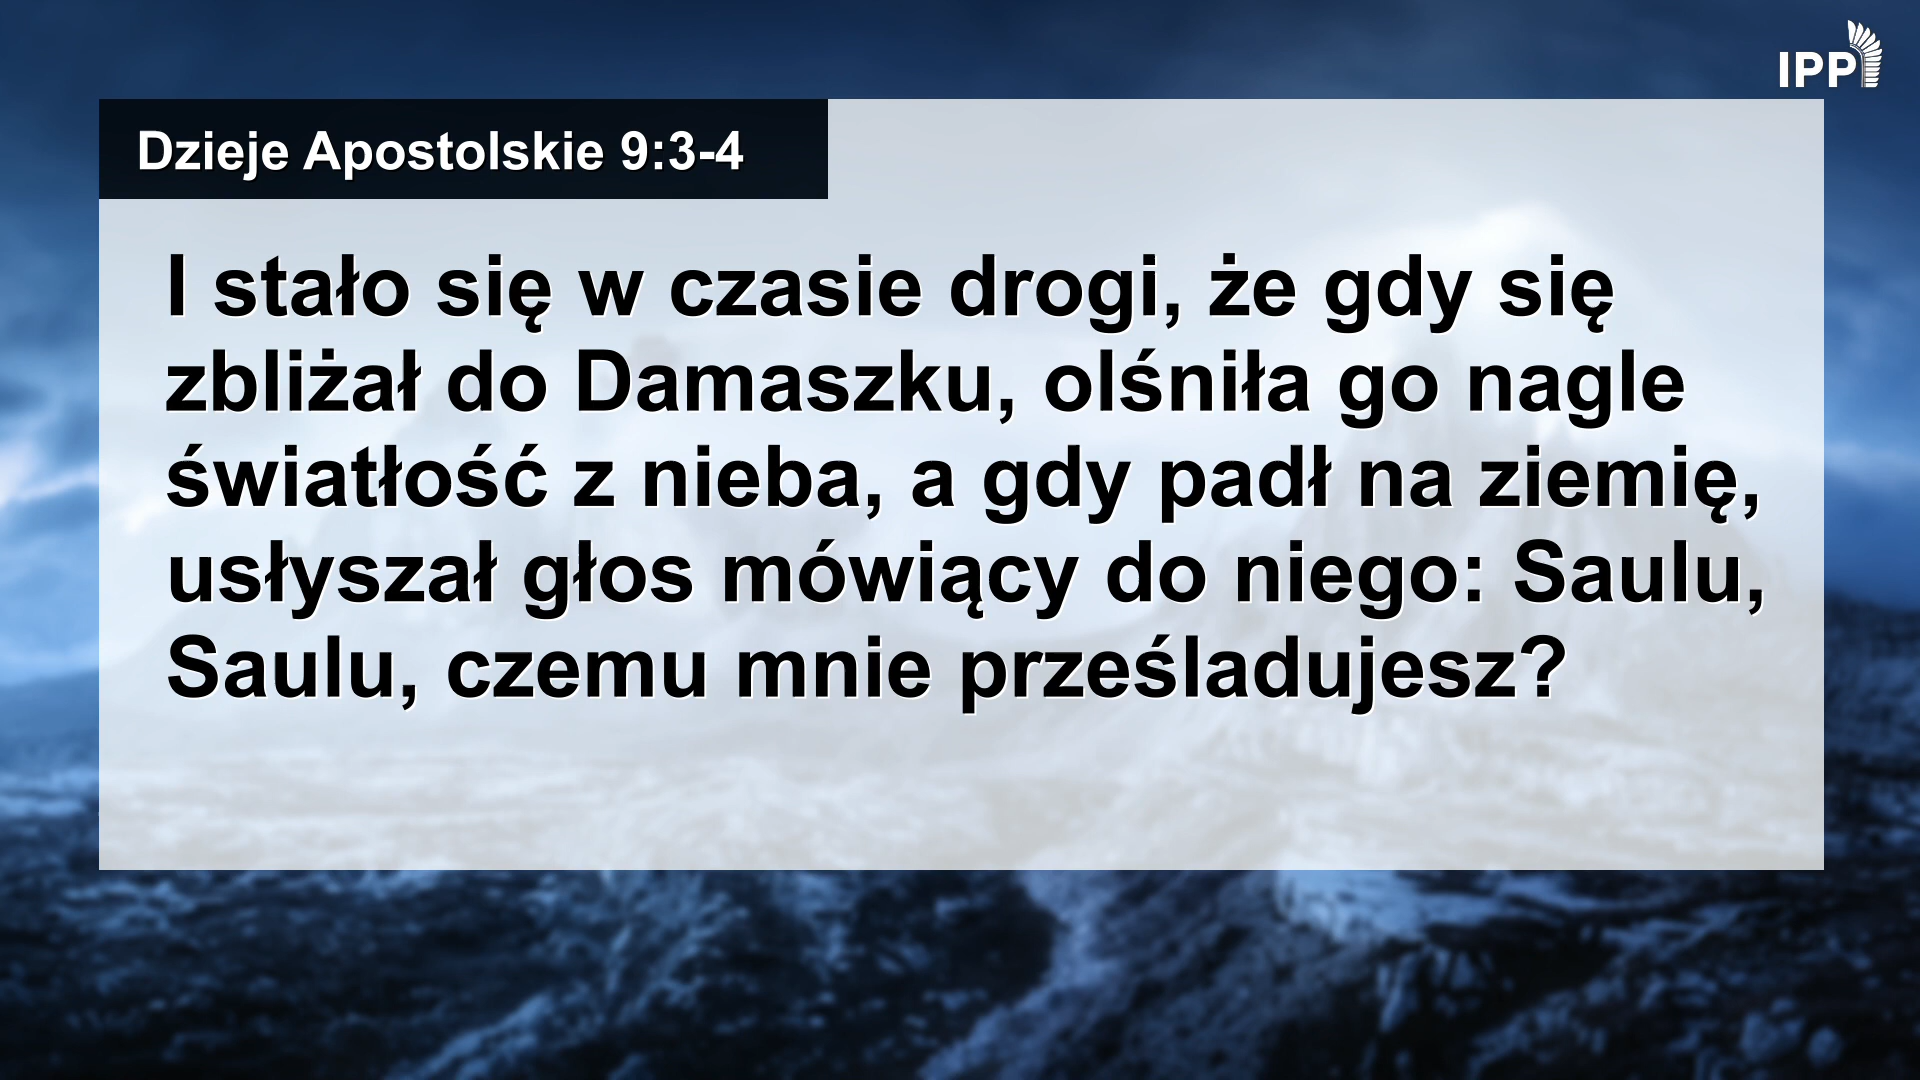 IPP
Dzieje Apostolskie 9:3-4
I stało się w czasie drogi, że gdy się
zbliżał do Damaszku, olśniła go nagle
światłość z nieba, a gdy padł na ziemię,
usłyszał głos mówiący do niego: Saulu,
Saulu, czemu mnie prześladujesz?